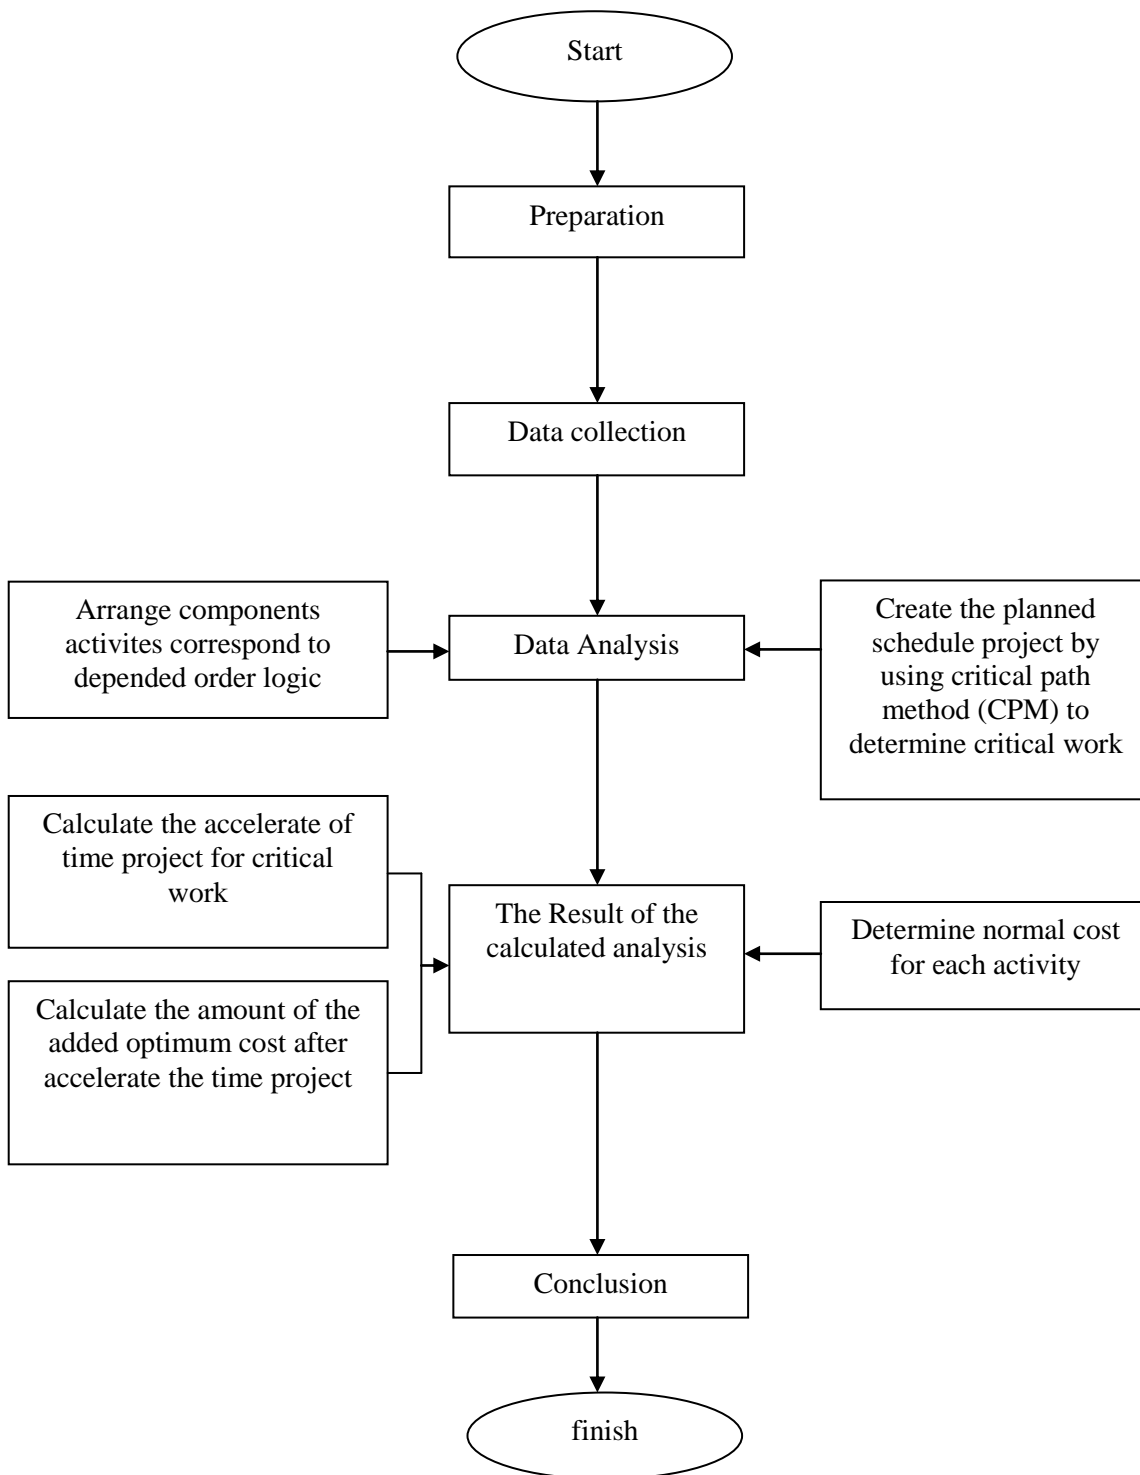 Start
Preparation
Data collection
Arrange components
activites correspond to
depended order logic
Data Analysis
Create the planned
schedule project by
using critical path
method (CPM) to
determine critical work
Calculate the accelerate of
time project for critical
work
Calculate the amount of the
added optimum cost after
accelerate the time project
The Result of the
calculated analysis
Determine normal cost
for each activity
Conclusion
finish